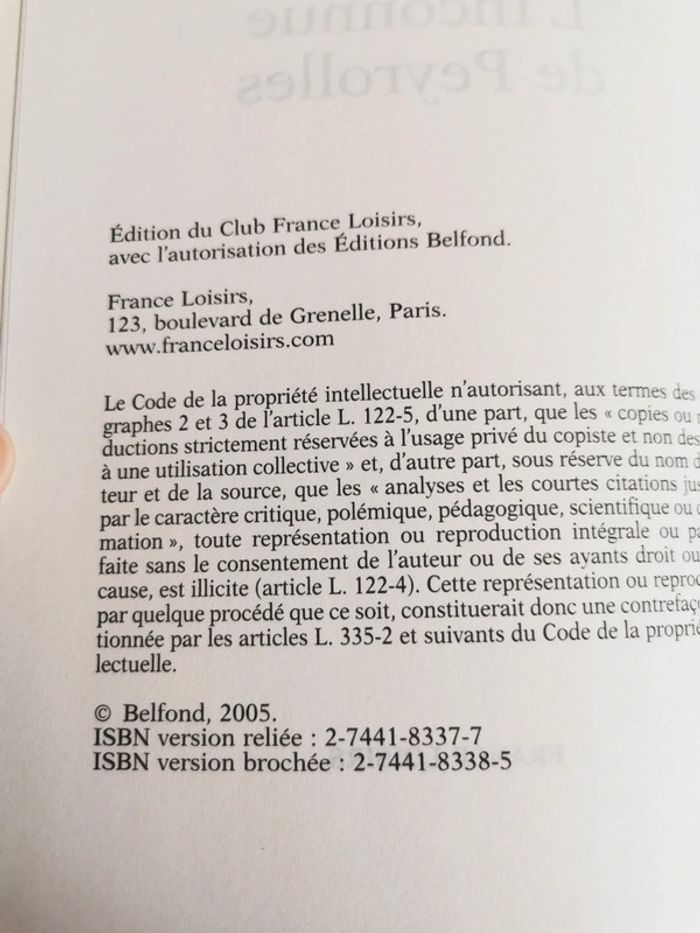 L'inconnue
de Peyrolles
Édition du Club France Loisirs,
avec l'autorisation des Éditions Belfond.
France Loisirs,
123, boulevard de Grenelle, Paris.
www.franceloisirs.com
Le Code de la propriété intellectuelle n'autorisant, aux termes des
graphes 2 et 3 de l'article L. 122-5, d'une part, que les « copies ou
ductions strictement réservées à l'usage privé du copiste et non des
à une utilisation collective » et, d'autre part, sous réserve du nom
teur et de la source, que les « analyses et les courtes citations
par le caractère critique, polémique, pédagogique, scientifique ou
mation », toute représentation ou reproduction intégrale ou
faite sans le consentement de l'auteur ou de ses ayants droit ou
cause, est illicite (article L. 122-4). Cette représentation ou
par quelque procédé que ce soit, constituerait donc une
tionnée par les articles L. 335-2 et suivants du Code de la
lectuelle.
© Belfond, 2005.
ISBN version reliée : 2-7441-8337-7
ISBN version brochée : 2-7441-8338-5